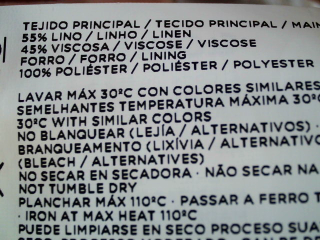 TEJIDO PRINCIPAL / TECIDO PRINCIPAL / MAIN
55% LINO / LINHO / LINEN
45% VISCOSA / VISCOSE / VISCOSE
FORRO / FORRO / LINING
100% POLIÉSTER / POLIÉSTER / POLYESTER
LAVAR MÁX 30ºC CON COLORES SIMILARES
SEMELHANTES TEMPERATURA MÁXIMA 30ºC
30ºC WITH SIMILAR COLORS
NO BLANQUEAR (LEJÍA / ALTERNATIVOS) ·
BRANQUEAMENTO (LIXÍVIA / ALTERNATIVO
(BLEACH / ALTERNATIVES)
NO SECAR EN SECADORA · NÃO SECAR NA
NOT TUMBLE DRY
PLANCHAR MÁX 110ºC · PASSAR A FERRO T
· IRON AT MAX HEAT 110ºC
PUEDE LIMPIARSE EN SECO PROCESO SUA